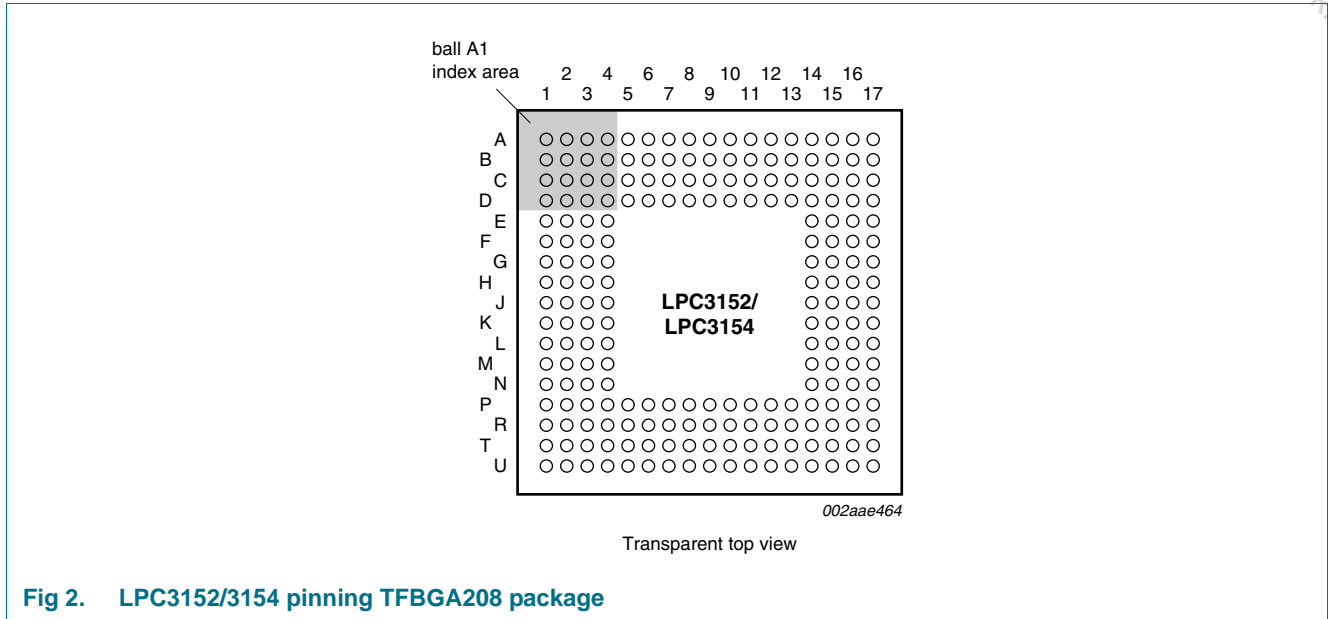 ball A1
index area
2 4 6 8 10 12 14 16
1 3 5 7 9 11 13 15 17
A
B
C
D
E
F
G
H
J
K
L
M
N
P
R
T
U
LPC3152/
LPC3154
002aae464
Transparent top view
Fig 2. LPC3152/3154 pinning TFBGA208 package